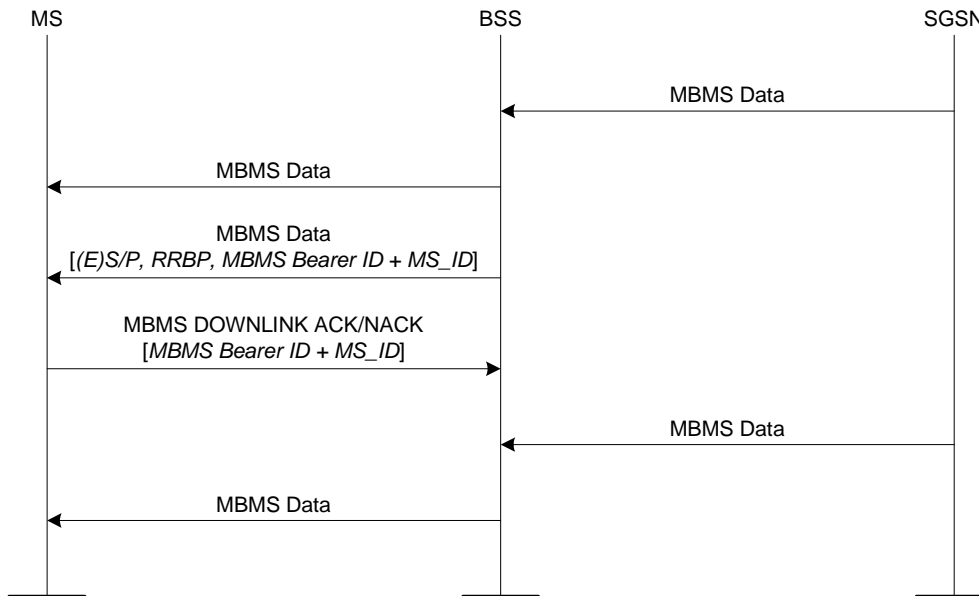 MS
BSS
SGSN
MBMS Data
MBMS Data
MBMS Data
[(E)S/P, RRBP, MBMS Bearer ID + MS_ID]
MBMS DOWNLINK ACK/NACK
[MBMS Bearer ID + MS_ID]
MBMS Data
MBMS Data